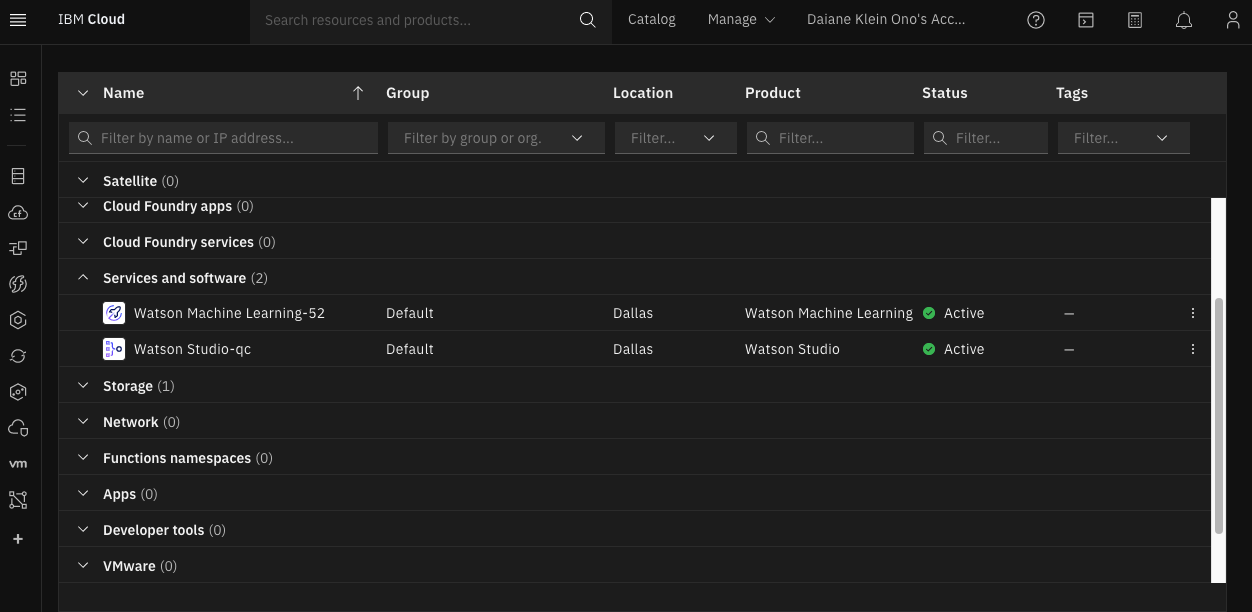 IBM Cloud
Search resources and products...
Catalog
Manage
Daiane Klein Ono's Acc...
Name
Group
Location
Product
Status
Tags
Filter by name or IP address...
Filter by group or org.
Filter...
Filter...
Filter...
Filter...
Satellite (0)
Cloud Foundry apps (0)
Cloud Foundry services (0)
Services and software (2)
Watson Machine Learning-52 Default Dallas Watson Machine Learning Active –
Watson Studio-qc Default Dallas Watson Studio Active –
Storage (1)
Network (0)
Functions namespaces (0)
Apps (0)
Developer tools (0)
vm
VMware (0)